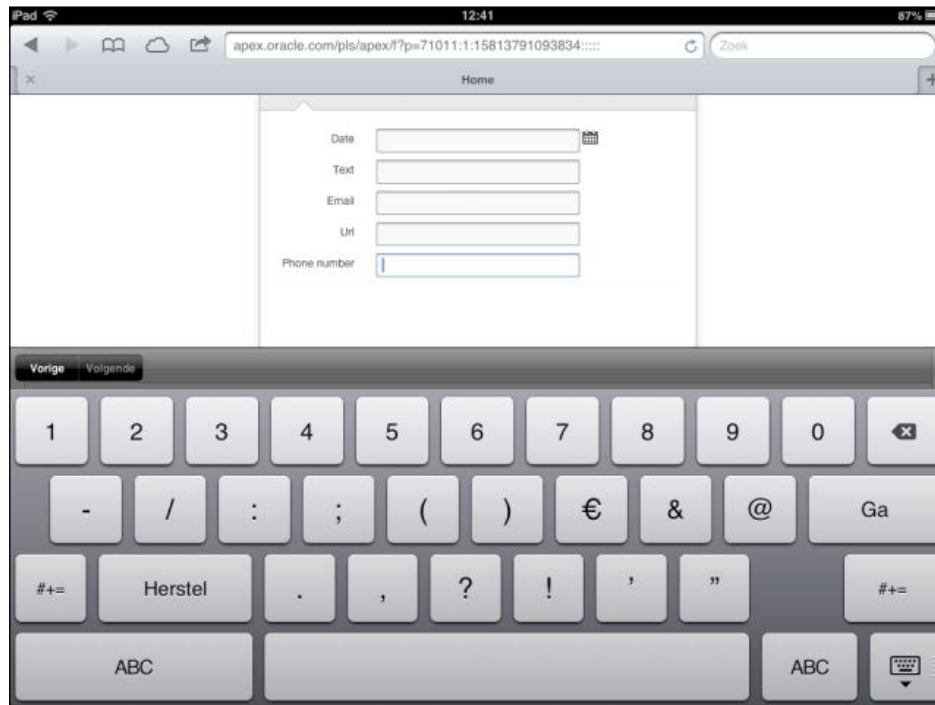 iPad 12:41 87%
apex.oracle.com/pls/apex/f?p=71011:1:15813791093834::::: Zoek
Home
Date
Text
Email
Url
Phone number
Vorige Volgende
1 2 3 4 5 6 7 8 9 0
- / : ; ( ) € & @ Ga
#+= Herstel . , ? ! ’ ” #+=
ABC ABC